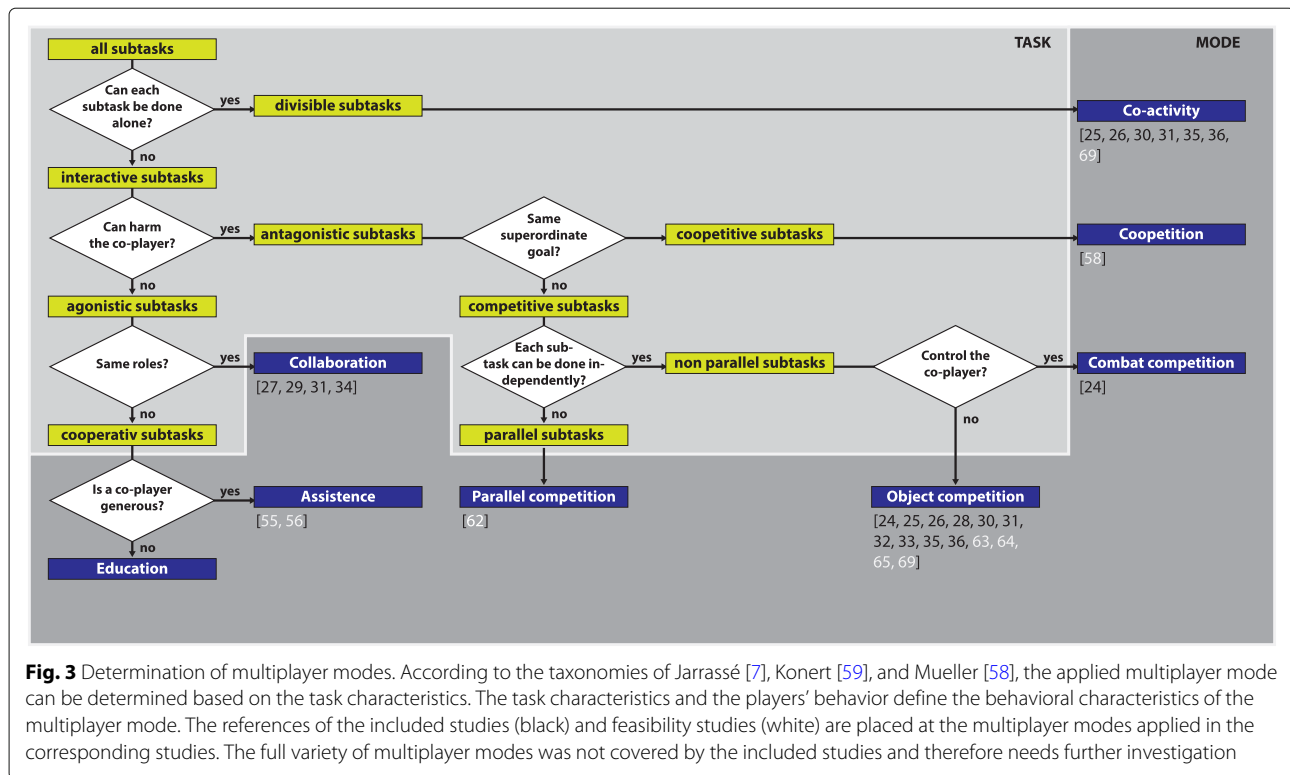 TASK
MODE
all subtasks
Can each
subtask be done
alone?
yes
divisible subtasks
Co-activity
[25, 26, 30, 31, 35, 36,
69]
no
interactive subtasks
Can harm
the co-player?
yes
antagonistic subtasks
Same
superordinate
goal?
yes
coopetitive subtasks
Coopetition
[58]
no
no
agonistic subtasks
competitive subtasks
Same roles?
yes
Collaboration
[27, 29, 31, 34]
Each sub-
task can be done in-
dependently?
yes
non parallel subtasks
Control the
co-player?
yes
Combat competition
[24]
no
no
no
cooperativ subtasks
parallel subtasks
Is a co-player
generous?
yes
Assistence
[55, 56]
Parallel competition
[62]
Object competition
[24, 25, 26, 28, 30, 31,
32, 33, 35, 36, 63, 64,
65, 69]
no
Education
Fig. 3 Determination of multiplayer modes. According to the taxonomies of Jarrassé [7], Konert [59], and Mueller [58], the applied multiplayer mode
can be determined based on the task characteristics. The task characteristics and the players' behavior define the behavioral characteristics of the
multiplayer mode. The references of the included studies (black) and feasibility studies (white) are placed at the multiplayer modes applied in the
corresponding studies. The full variety of multiplayer modes was not covered by the included studies and therefore needs further investigation